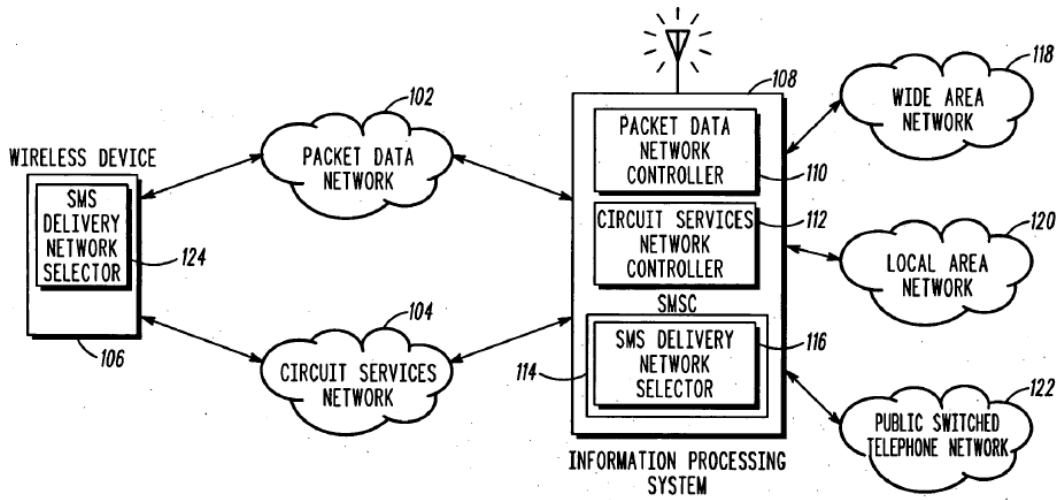 WIRELESS DEVICE
SMS
DELIVERY
NETWORK
SELECTOR
124
106
102
PACKET DATA
NETWORK
104
CIRCUIT SERVICES
NETWORK
108
PACKET DATA
NETWORK
CONTROLLER
110
CIRCUIT SERVICES
NETWORK
CONTROLLER
112
SMSC
114
SMS DELIVERY
NETWORK
SELECTOR
116
INFORMATION PROCESSING
SYSTEM
118
WIDE AREA
NETWORK
120
LOCAL AREA
NETWORK
122
PUBLIC SWITCHED
TELEPHONE NETWORK